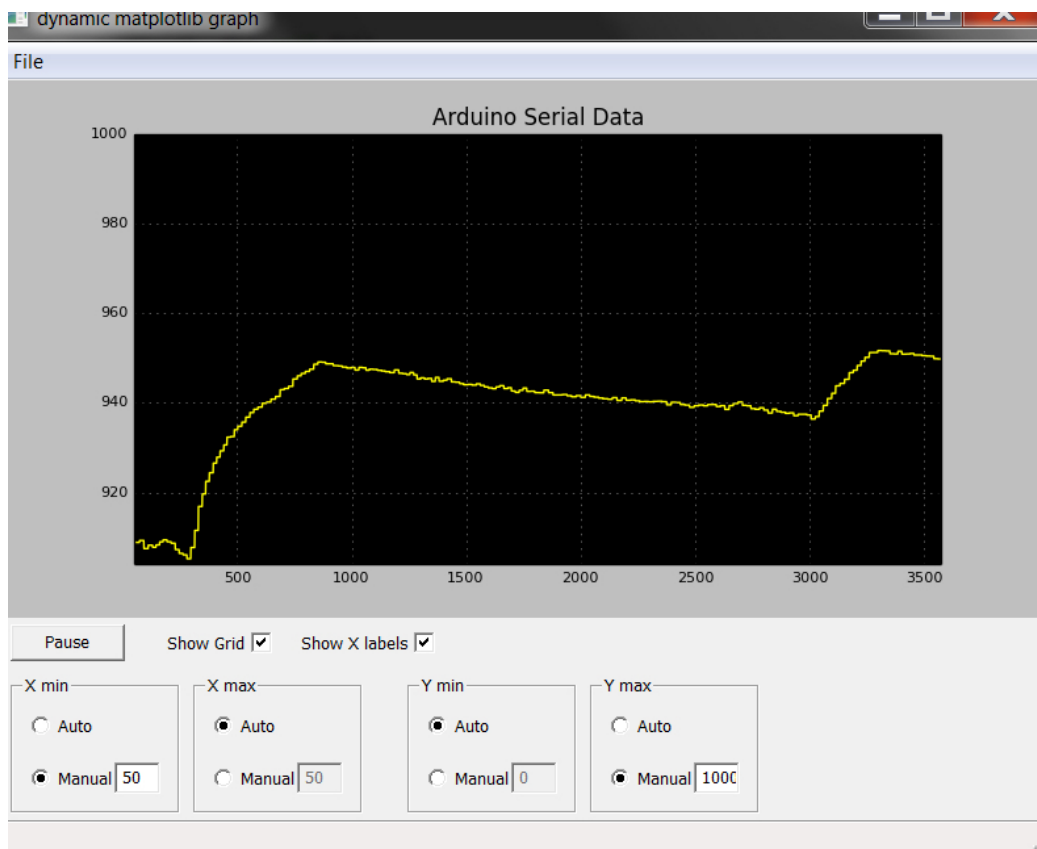 dynamic matplotlib graph
File
Arduino Serial Data
1000
980
960
940
920
500 1000 1500 2000 2500 3000 3500
Pause Show Grid Show X labels
X min X max Y min Y max
Auto Auto Auto Auto
Manual 50 Manual 50 Manual 0 Manual 1000